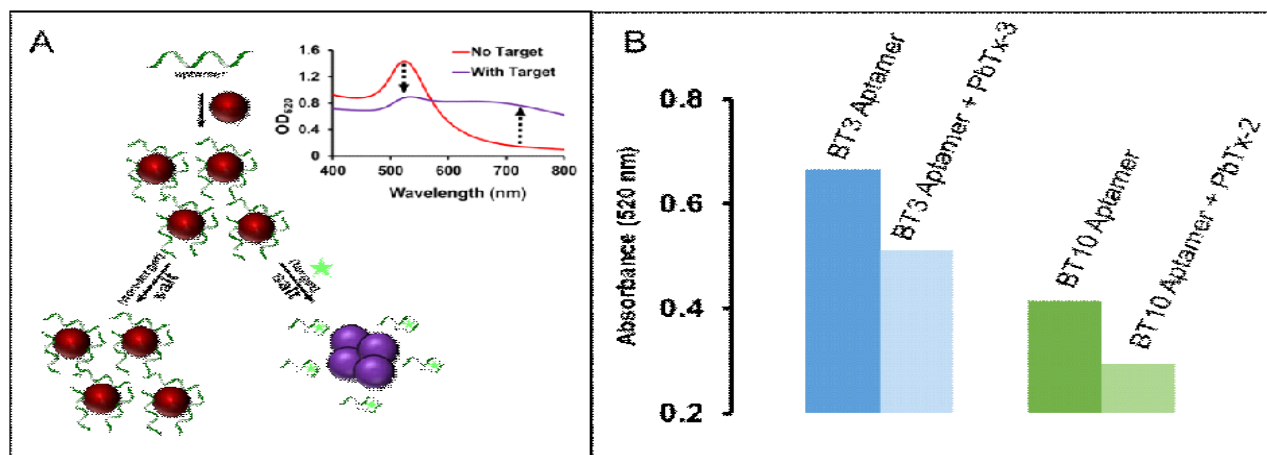 A
aptamer
salt
(target)
salt
1.6
1.2
0.8
0.4
0
OD620
No Target
With Target
400
500
600
700
800
Wavelength (nm)
B
Absorbance (520 nm)
0.8
0.6
0.4
0.2
BT3 Aptamer
BT3 Aptamer + PbTx-3
BT10 Aptamer
BT10 Aptamer + PbTx-2